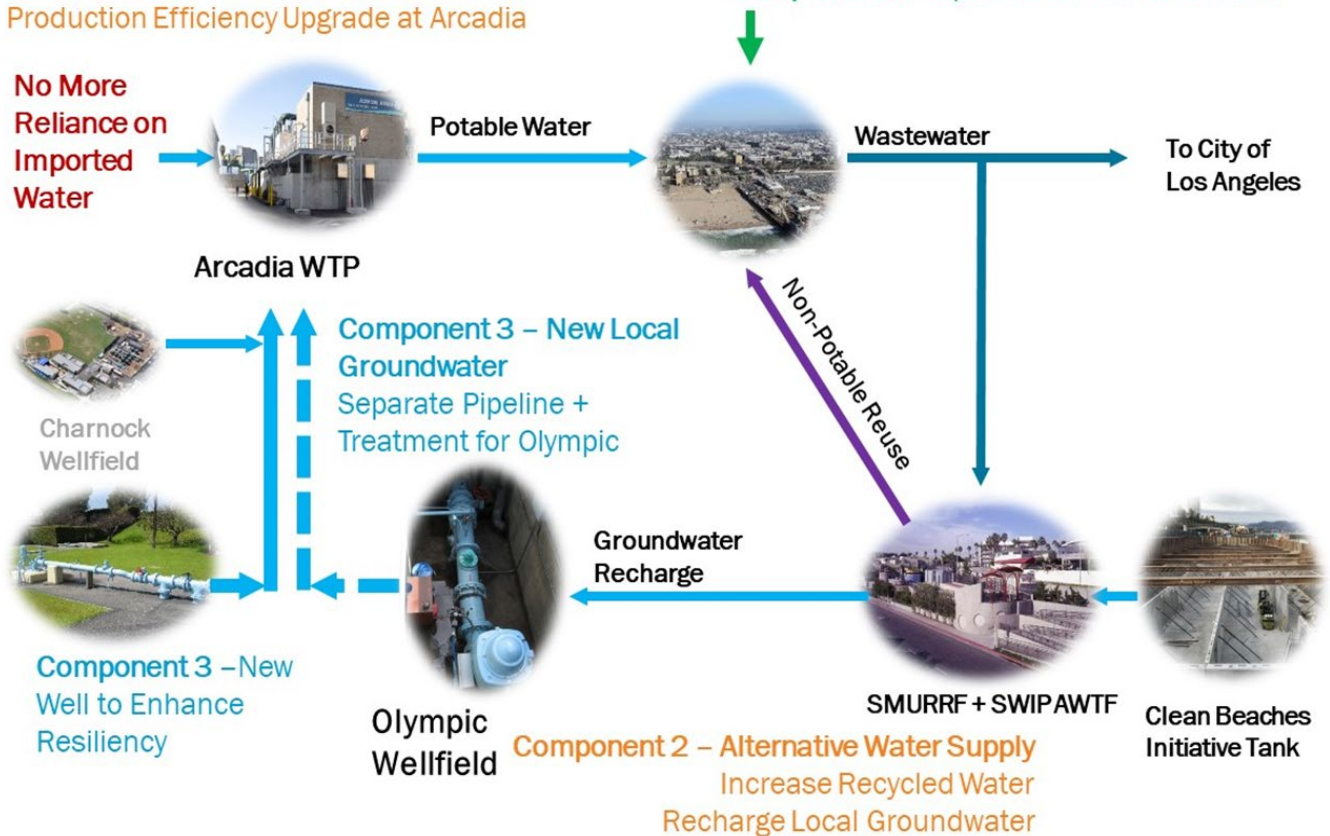 Production Efficiency Upgrade at Arcadia
No More
Reliance on
Imported
Water
Potable Water
Wastewater
To City of
Los Angeles
Arcadia WTP
Component 3 – New Local
Groundwater
Separate Pipeline +
Treatment for Olympic
Non-Potable Reuse
Charnock
Wellfield
Groundwater
Recharge
Component 3 –New
Well to Enhance
Resiliency
Olympic
Wellfield
SMURRF + SWIPAWTF
Clean Beaches
Initiative Tank
Component 2 – Alternative Water Supply
Increase Recycled Water
Recharge Local Groundwater